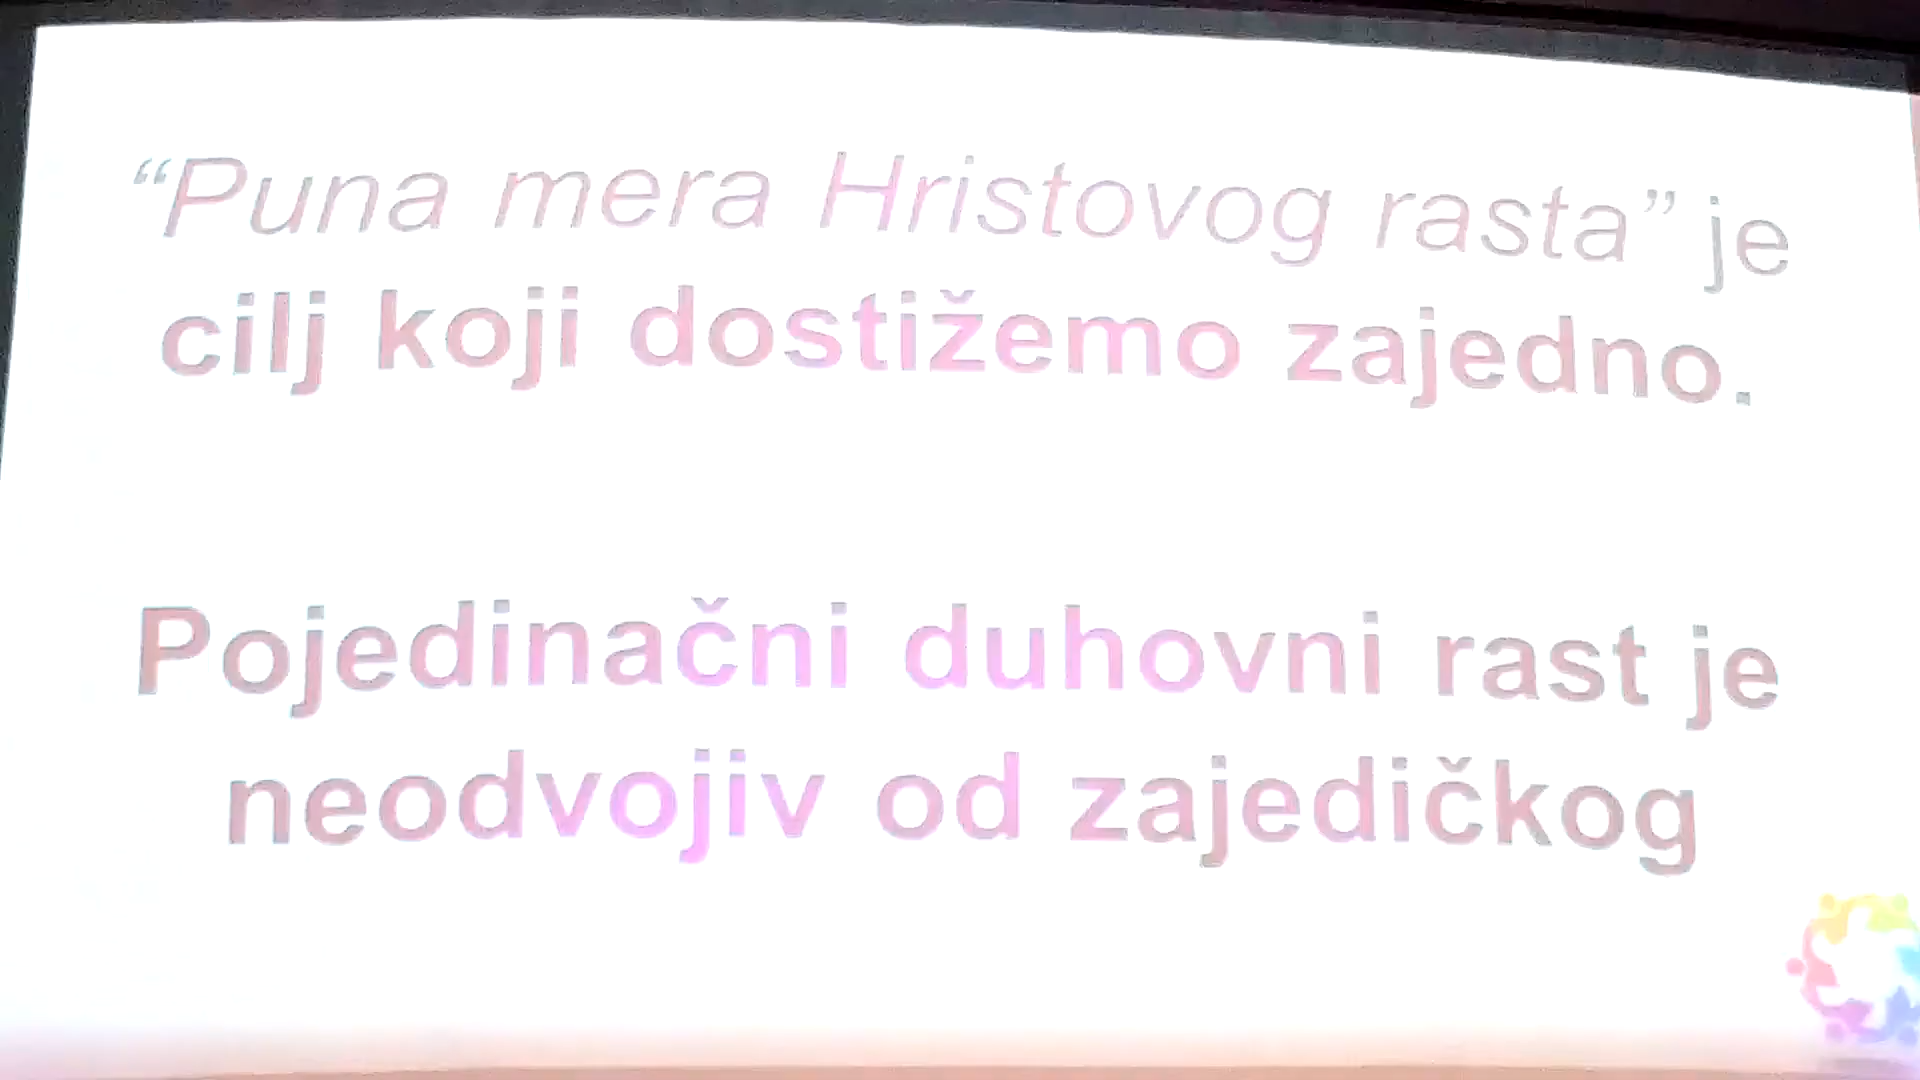 “Puna mera Hristovog rasta” je
cilj koji dostižemo zajedno.
Pojedinačni duhovni rast je
neodvojiv od zajedičkog